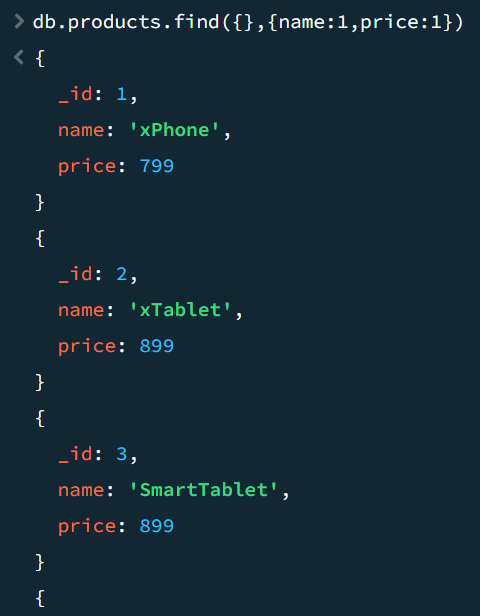 > db.products.find({},{name:1,price:1})
< {
_id: 1,
name: 'xPhone',
price: 799
}
{
_id: 2,
name: 'xTablet',
price: 899
}
{
_id: 3,
name: 'SmartTablet',
price: 899
}
{